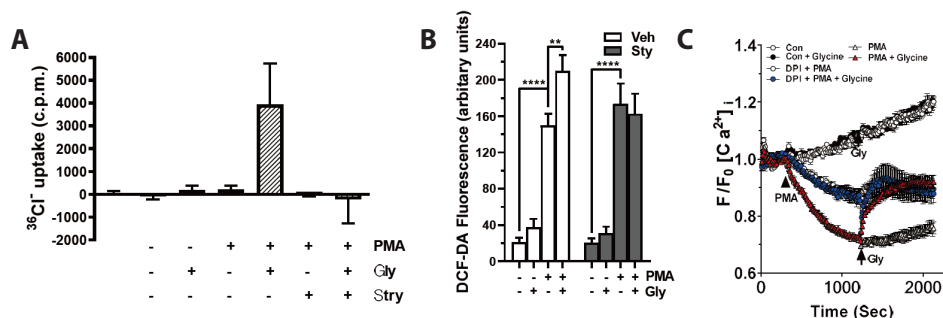 A
³⁶Cl⁻ uptake (c.p.m.)
6000
5000
4000
3000
2000
1000
0
-1000
-2000
- - + + + + PMA
- + - + - + Gly
- - - - + + Stry
B
DCF-DA Fluorescence (arbitary units)
240
200
160
120
80
40
0
Veh
Sty
**
****
****
- - + + - - + + PMA
- + - + - + - + Gly
C
F/F₀ [C a²⁺]ᵢ
1.4
1.2
1.0
0.8
0.6
Con
Con + Glycine
DPI + PMA
DPI + PMA + Glycine
PMA
PMA + Glycine
Gly
PMA
Gly
0 1000 2000
Time (Sec)